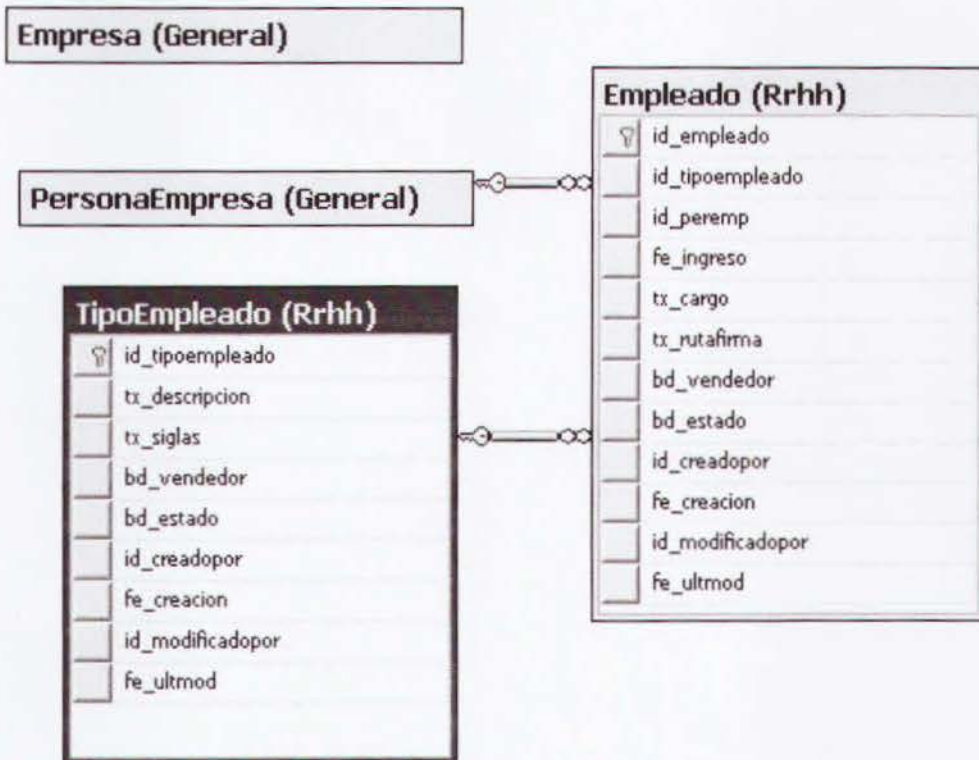 Empresa (General)
PersonaEmpresa (General)
TipoEmpleado (Rrhh)
id_tipoempleado
tx_descripcion
tx_siglas
bd_vendedor
bd_estado
id_creadopor
fe_creacion
id_modificadopor
fe_ultmod
Empleado (Rrhh)
id_empleado
id_tipoempleado
id_peremp
fe_ingreso
tx_cargo
tx_rutafirma
bd_vendedor
bd_estado
id_creadopor
fe_creacion
id_modificadopor
fe_ultmod